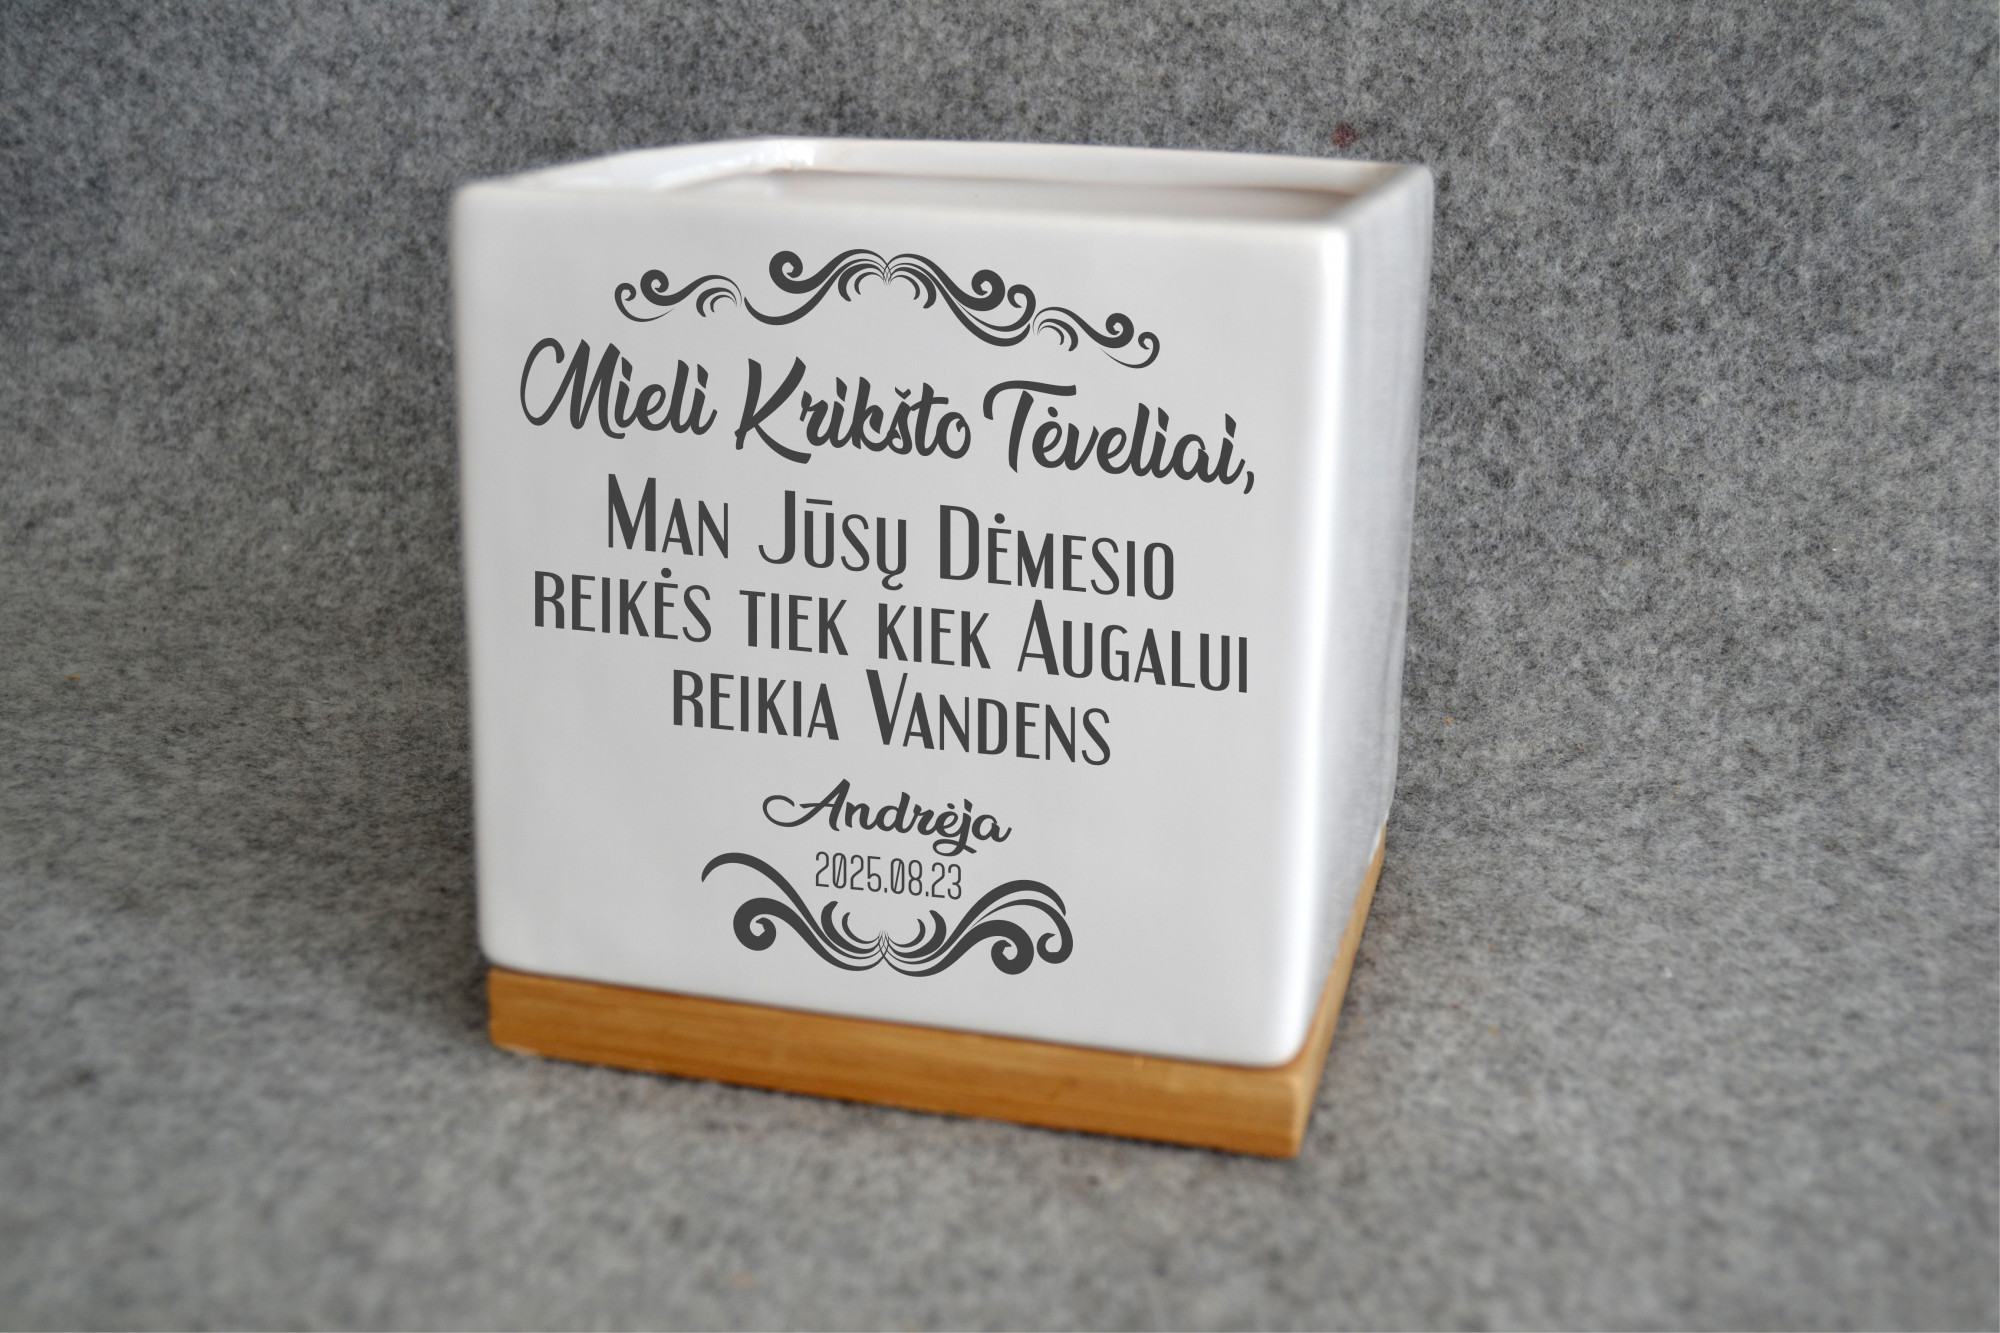 Mieli Krikšto Tėveliai,
Man Jūsų Dėmesio
reikės tiek kiek Augalui
reikia Vandens
Andrėja
2025.08.23